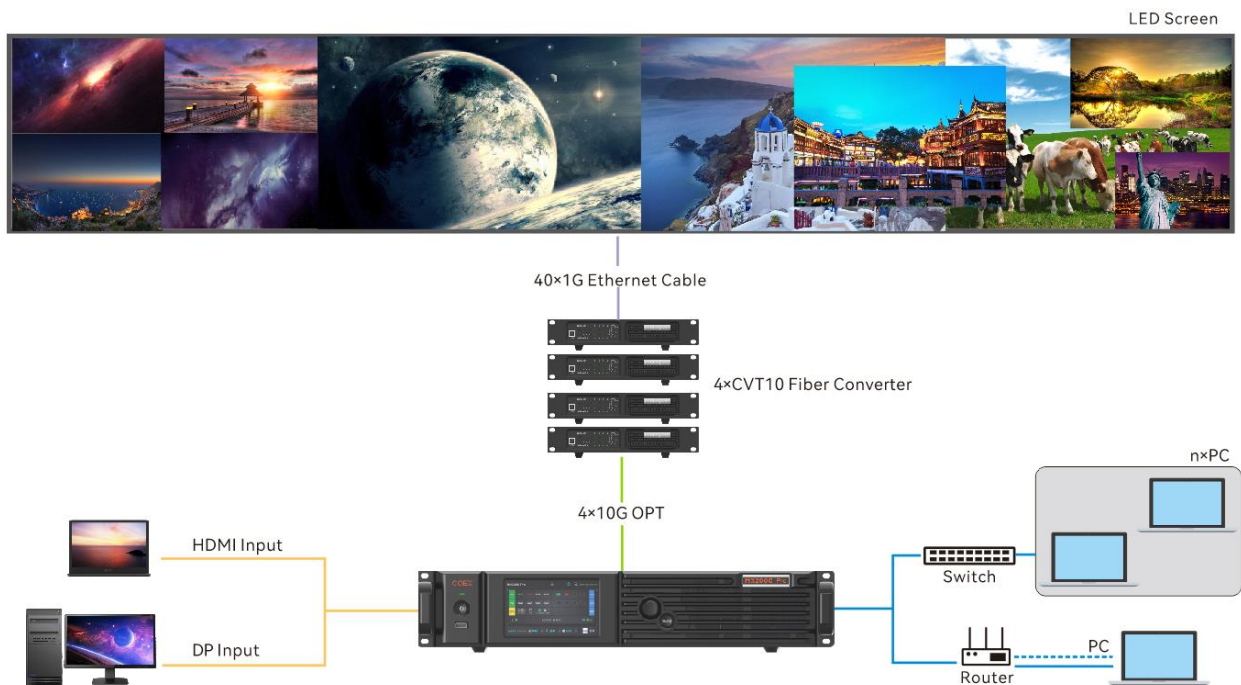 LED Screen
40×1G Ethernet Cable
4×CVT10 Fiber Converter
n×PC
4×10G OPT
HDMI Input
Switch
COEX
DP Input
PC
Router